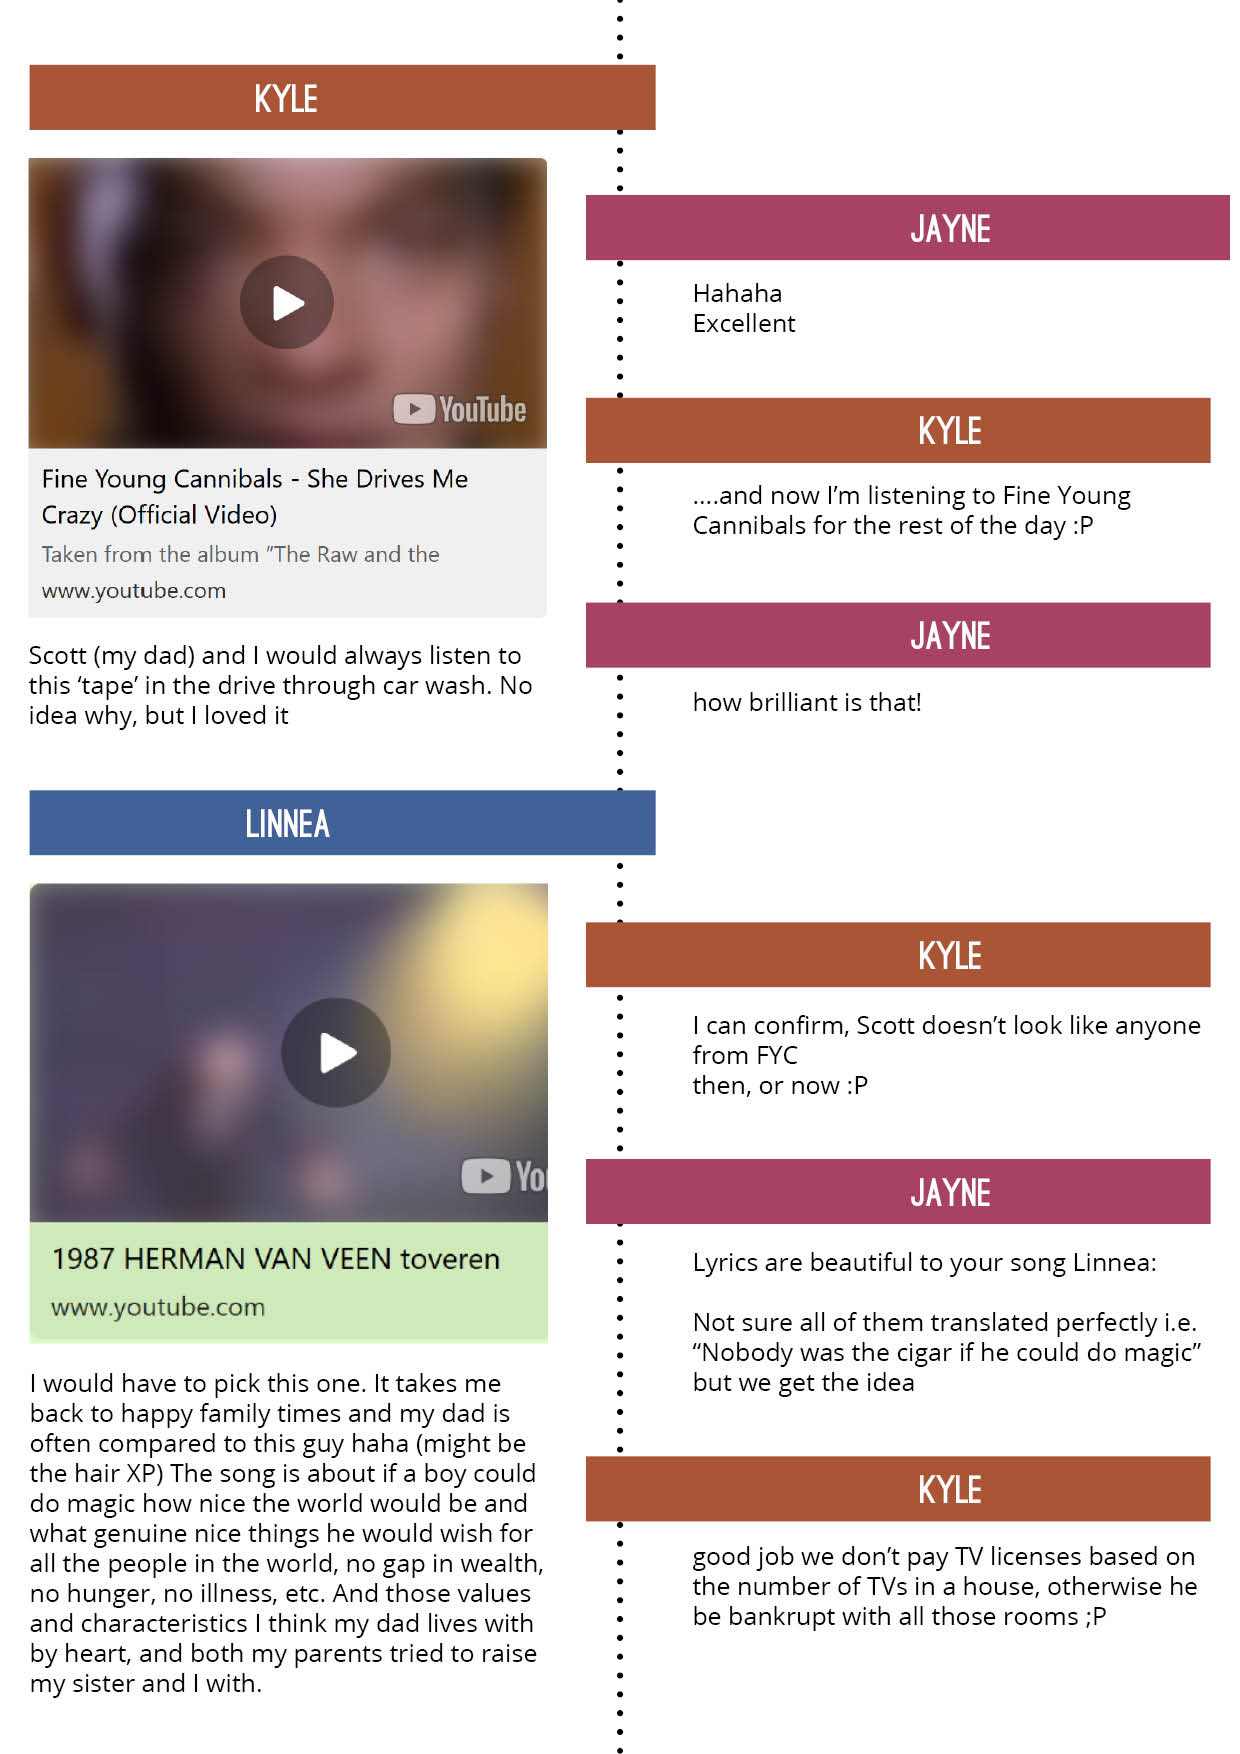 KYLE
YouTube
Fine Young Cannibals - She Drives Me
Crazy (Official Video)
Taken from the album "The Raw and the
www.youtube.com
Scott (my dad) and I would always listen to
this ‘tape’ in the drive through car wash. No
idea why, but I loved it
JAYNE
Hahaha
Excellent
KYLE
....and now I’m listening to Fine Young
Cannibals for the rest of the day :P
JAYNE
how brilliant is that!
LINNEA
You
1987 HERMAN VAN VEEN toveren
www.youtube.com
I would have to pick this one. It takes me
back to happy family times and my dad is
often compared to this guy haha (might be
the hair XP) The song is about if a boy could
do magic how nice the world would be and
what genuine nice things he would wish for
all the people in the world, no gap in wealth,
no hunger, no illness, etc. And those values
and characteristics I think my dad lives with
by heart, and both my parents tried to raise
my sister and I with.
KYLE
I can confirm, Scott doesn’t look like anyone
from FYC
then, or now :P
JAYNE
Lyrics are beautiful to your song Linnea:
Not sure all of them translated perfectly i.e.
“Nobody was the cigar if he could do magic”
but we get the idea
KYLE
good job we don’t pay TV licenses based on
the number of TVs in a house, otherwise he
be bankrupt with all those rooms ;P